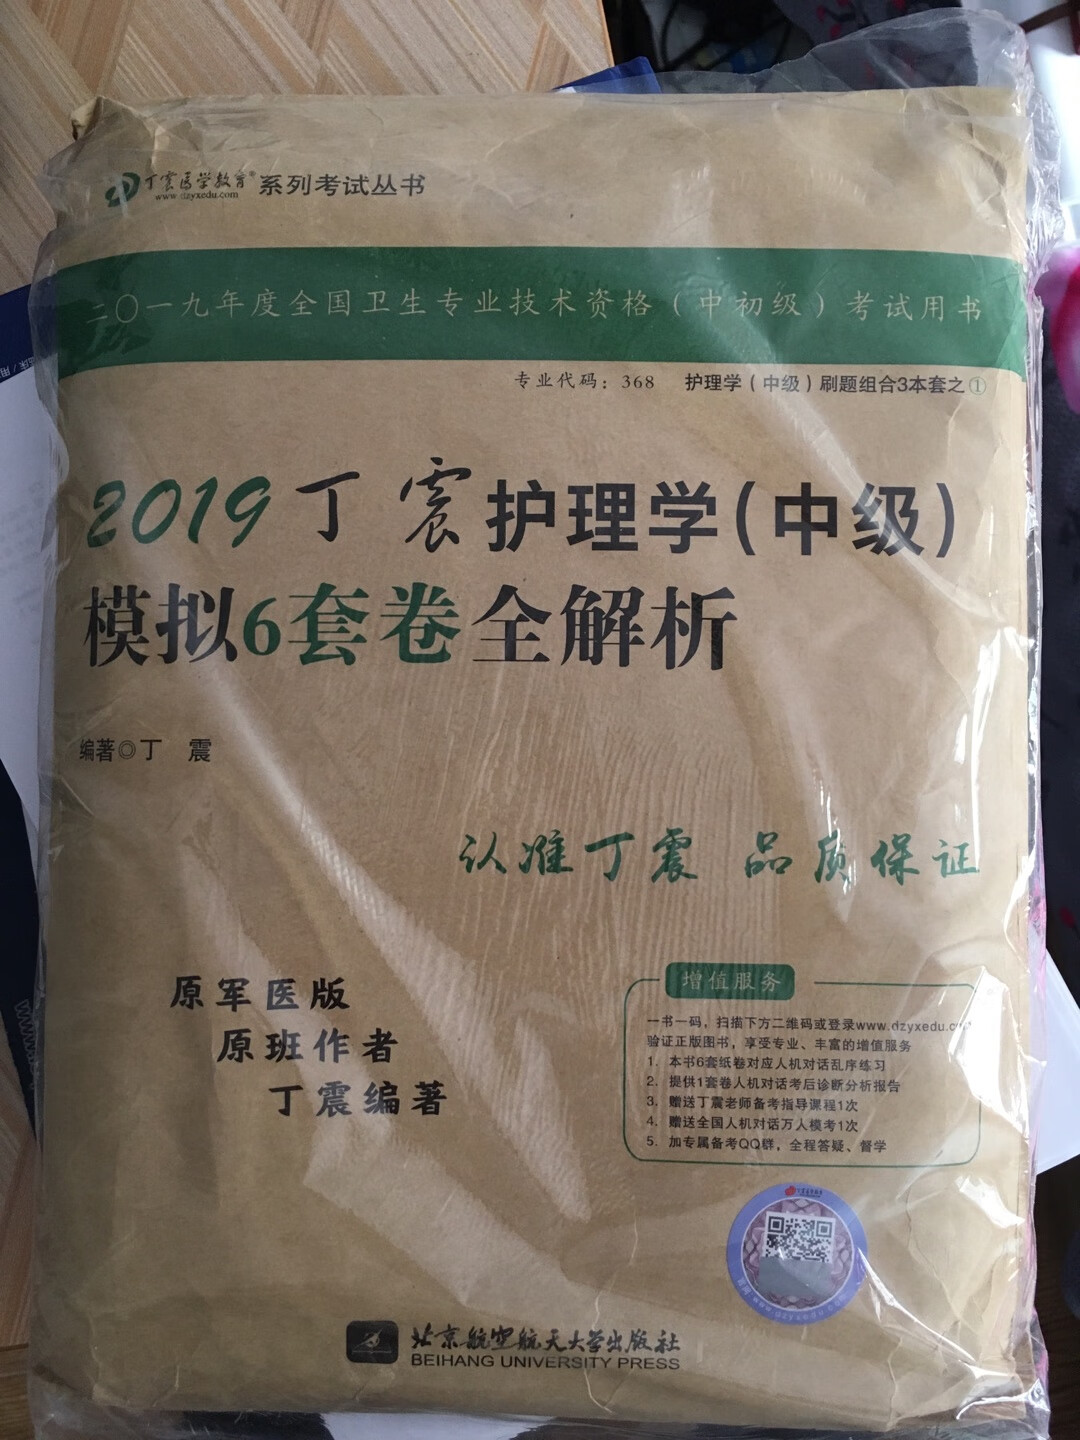 丁震医学教育® 系列考试丛书
www.dzyxedu.com
二〇一九年度全国卫生专业技术资格(中初级)考试用书
专业代码：368 护理学(中级)刷题组合3本套之①
2019丁震护理学(中级)
模拟6套卷全解析
编著◎丁 震
认准丁震 品质保证
原军医版
原班作者
丁震编著
增值服务
一书一码，扫描下方二维码或登录www.dzyxedu.com
验证正版图书，享受专业、丰富的增值服务
1. 本书6套纸卷对应人机对话乱序练习
2. 提供1套卷人机对话考后诊断分析报告
3. 赠送丁震老师备考指导课程1次
4. 赠送全国人机对话万人模考1次
5. 加专属备考QQ群，全程答疑、督学
北京航空航天大学出版社
BEIHANG UNIVERSITY PRESS